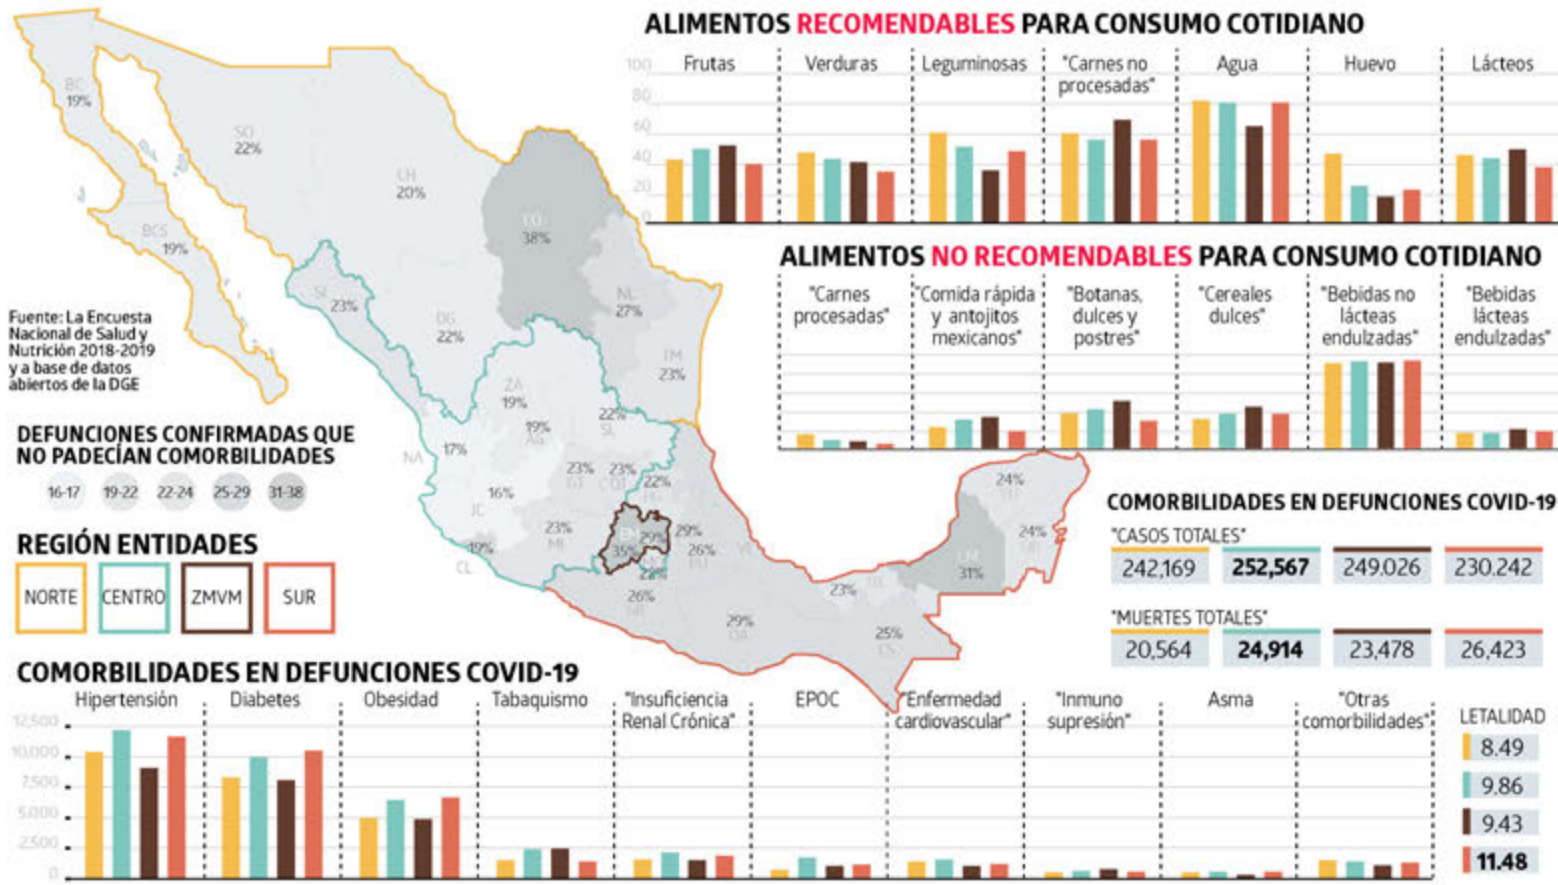 ALIMENTOS RECOMENDABLES PARA CONSUMO COTIDIANO
Frutas
Verduras
Leguminosas
"Carnes no
procesadas"
Agua
Huevo
Lácteos
100
80
60
40
20
0
ALIMENTOS NO RECOMENDABLES PARA CONSUMO COTIDIANO
"Carnes
procesadas"
"Comida rápida
y antojitos
mexicanos"
"Botanas,
dulces y
postres"
"Cereales
dulces"
"Bebidas no
lácteas
endulzadas"
"Bebidas
lácteas
endulzadas"
BC
19%
SO
22%
CH
20%
BCS
19%
38%
SL
23%
NL
27%
DG
22%
TM
23%
ZA
19%
19%
AG
22%
SL
NA
17%
23%
GT
23%
QT
22%
HG
16%
JC
23%
MI
EM
29%
35%
29%
26%
PU
VE
19%
CL
22%
26%
29%
OA
23%
25%
CS
24%
24%
31%
Fuente: La Encuesta
Nacional de Salud y
Nutrición 2018-2019
y a base de datos
abiertos de la DGE
DEFUNCIONES CONFIRMADAS QUE
NO PADECÍAN COMORBILIDADES
16-17 19-22 22-24 25-29 31-38
REGIÓN ENTIDADES
NORTE CENTRO ZMVM SUR
COMORBILIDADES EN DEFUNCIONES COVID-19
"CASOS TOTALES"
242,169 252,567 249.026 230.242
"MUERTES TOTALES"
20,564 24,914 23,478 26,423
COMORBILIDADES EN DEFUNCIONES COVID-19
Hipertensión
Diabetes
Obesidad
Tabaquismo
"Insuficiencia
Renal Crónica"
EPOC
"Enfermedad
cardiovascular"
"Inmuno
supresión"
Asma
"Otras
comorbilidades"
12,500
10,000
7,500
5,000
2,500
0
LETALIDAD
8.49
9.86
9.43
11.48